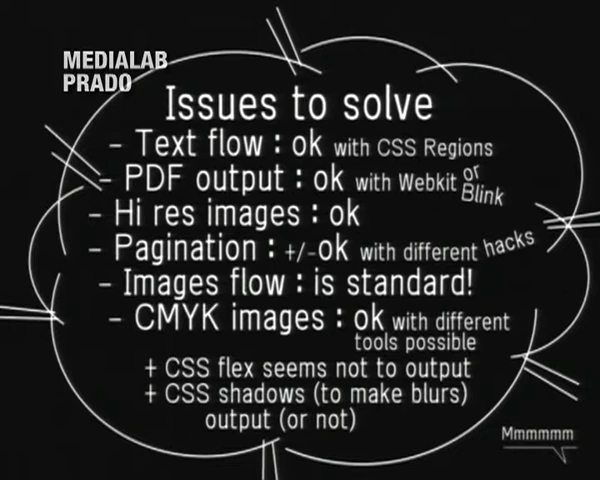 MEDIALAB
PRADO
Issues to solve
- Text flow : ok with CSS Regions
- PDF output : ok with Webkit or Blink
- Hi res images : ok
- Pagination : +/-ok with different hacks
- Images flow : is standard!
- CMYK images : ok with different
tools possible
+ CSS flex seems not to output
+ CSS shadows (to make blurs)
output (or not)
Mmmmmm